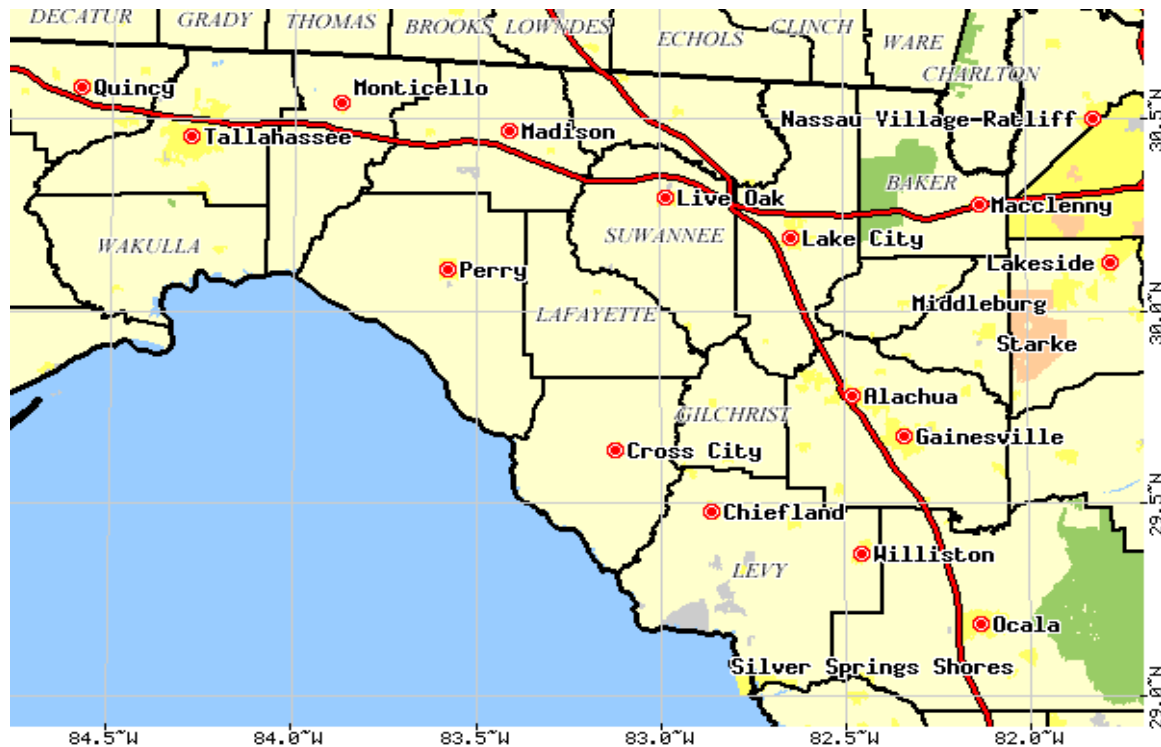 DECATUR
GRADY
THOMAS
BROOKS
LOWNDES
ECHOLS
CLINCH
WARE
CHARLTON
Quincy
Monticello
Tallahassee
Madison
Nassau Village-Ratliff
30.5°N
BAKER
Live Oak
Macclenny
WAKULLA
SUWANNEE
Lake City
Perry
Lakeside
LAFAYETTE
Middleburg
30.0°N
Starke
Alachua
GILCHRIST
Gainesville
Cross City
Chiefland
29.5°N
Williston
LEVY
Ocala
Silver Springs Shores
29.0°N
84.5°W
84.0°W
83.5°W
83.0°W
82.5°W
82.0°W